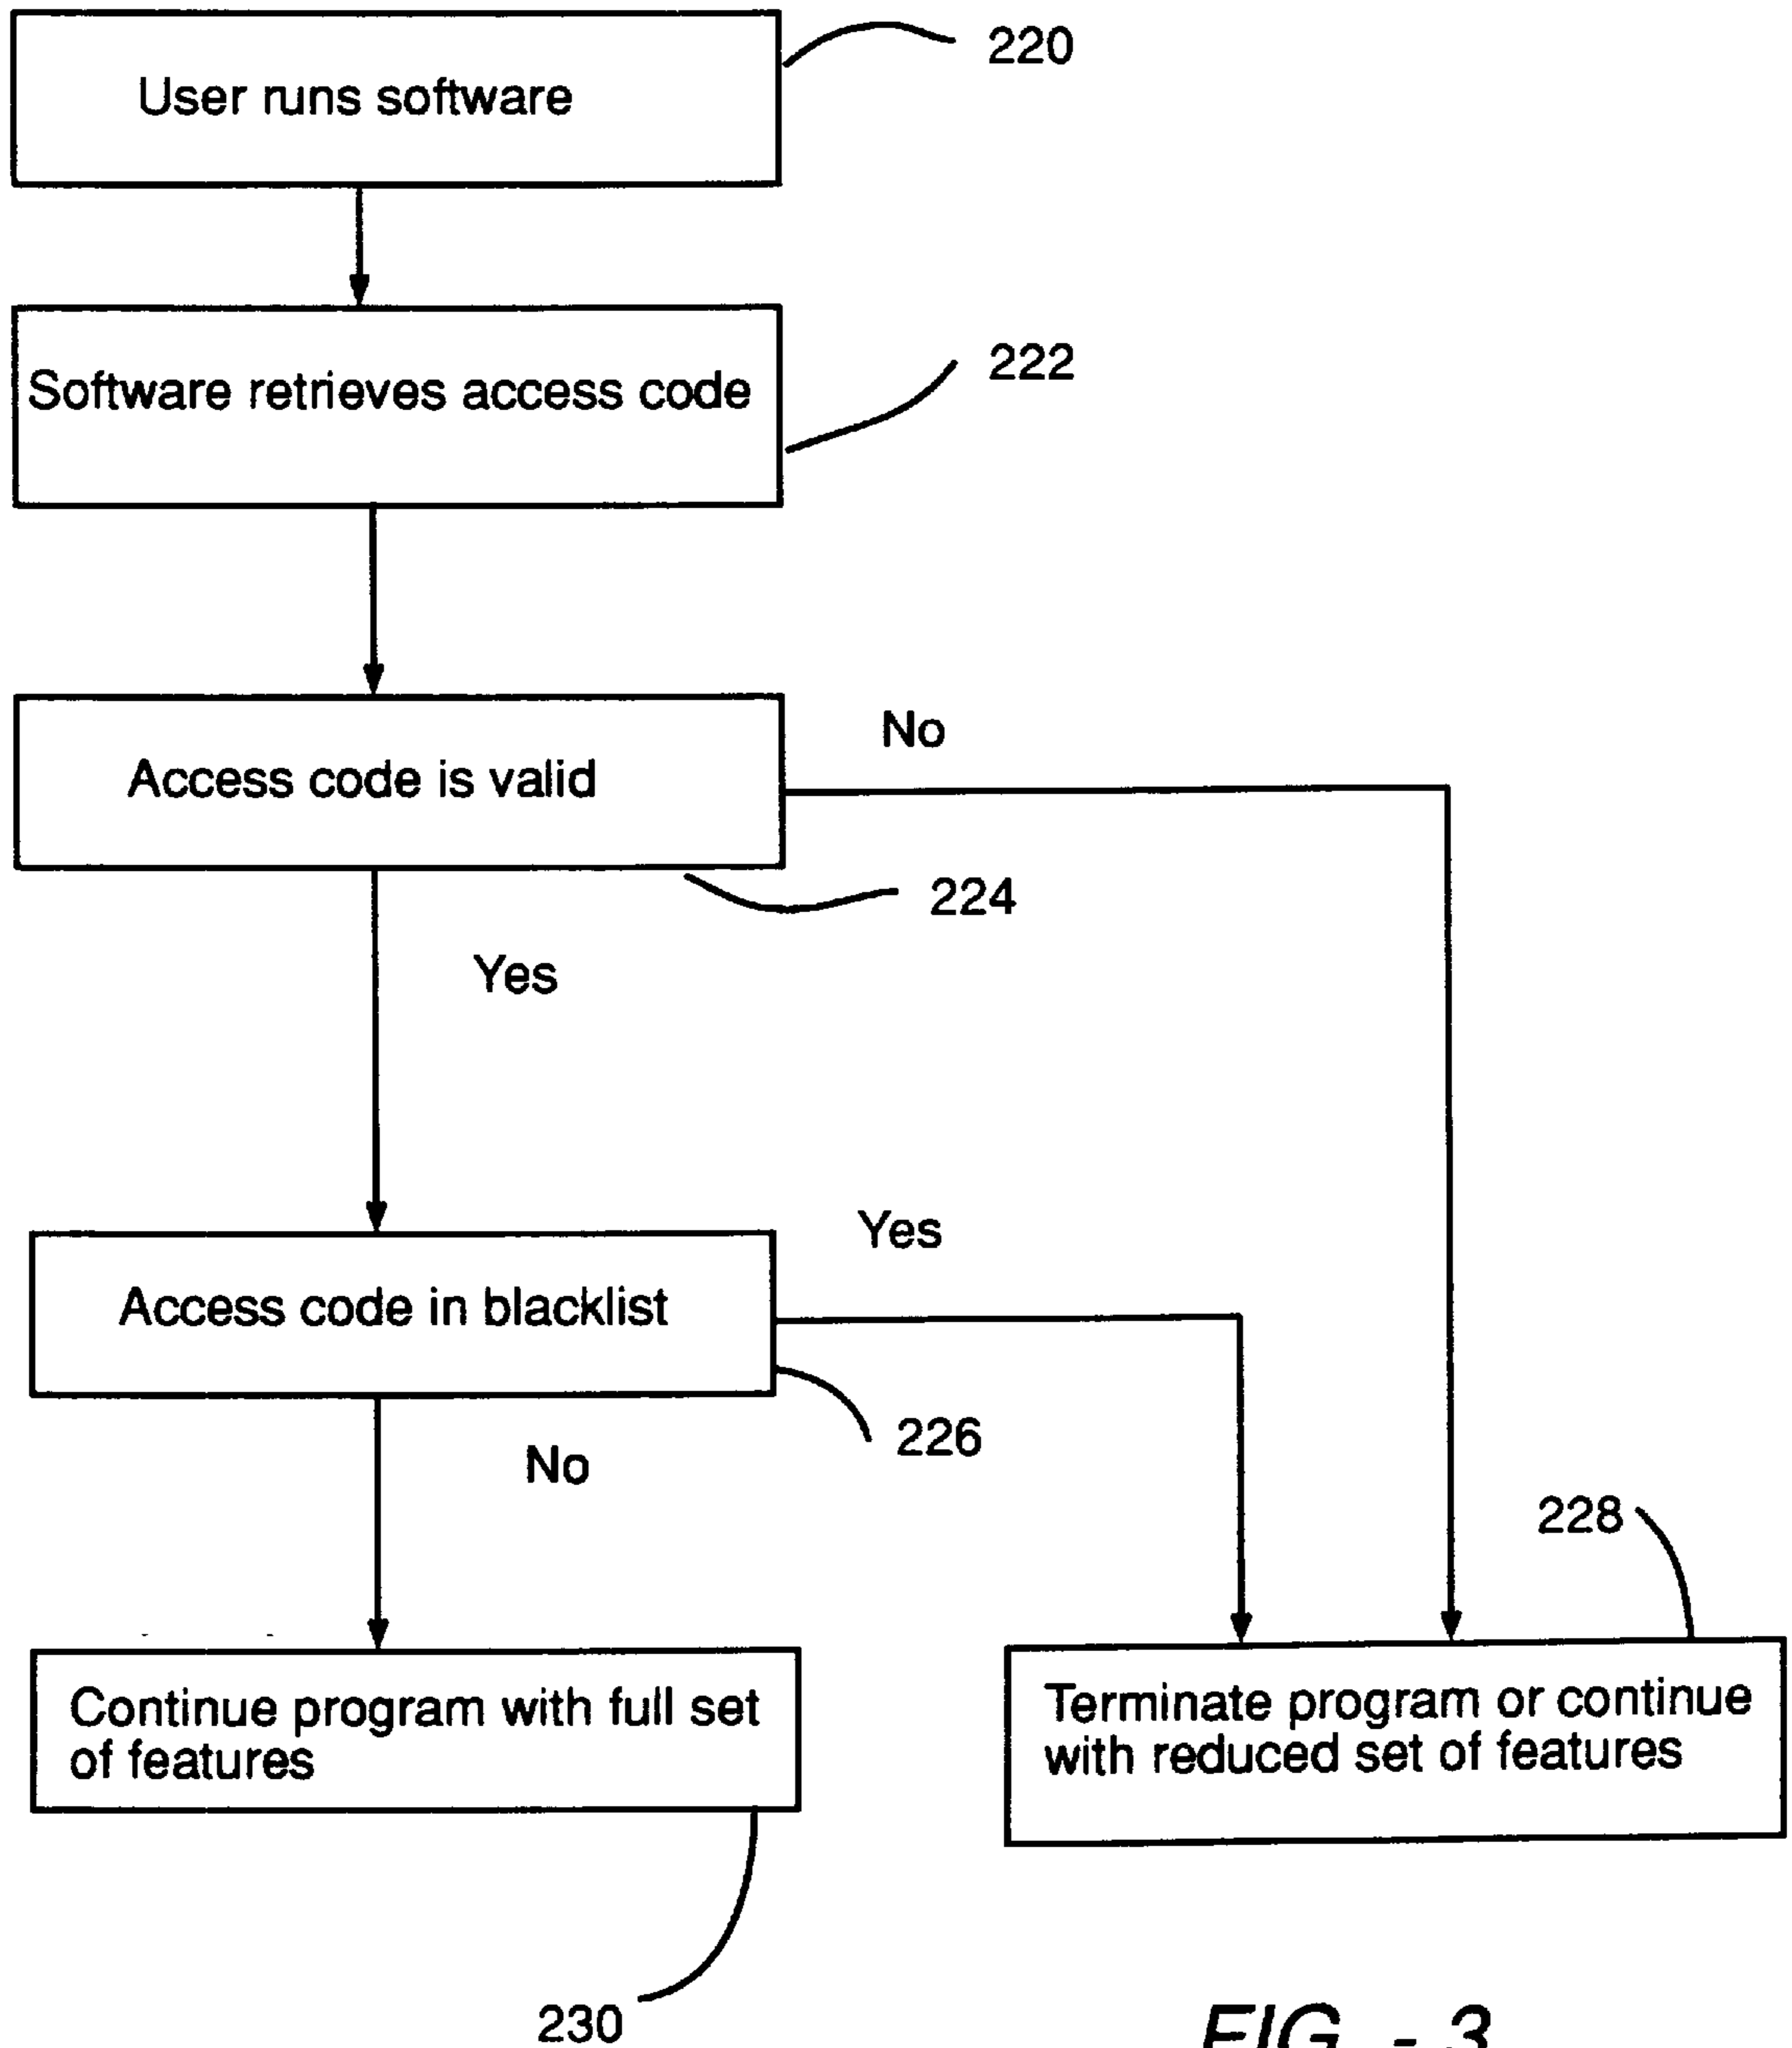 User runs software
220
Software retrieves access code
222
Access code is valid
No
224
Yes
Access code in blacklist
Yes
226
No
228
Continue program with full set
of features
Terminate program or continue
with reduced set of features
230
FIG. - 3